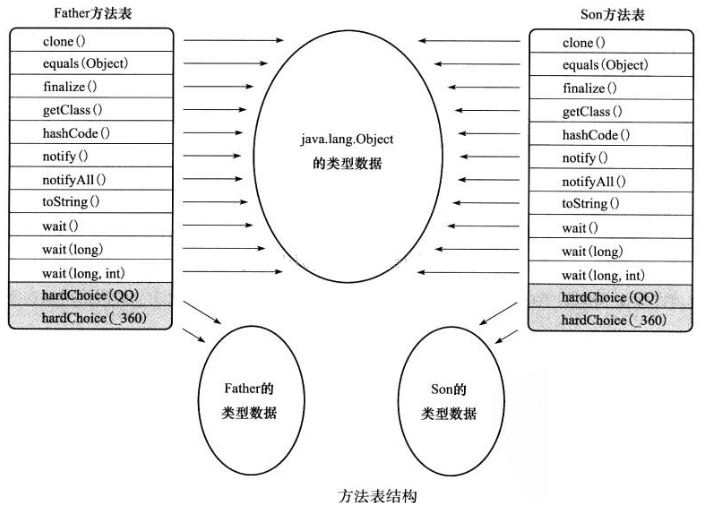 Father方法表
clone()
equals(Object)
finalize()
getClass()
hashCode()
notify()
notifyAll()
toString()
wait()
wait(long)
wait(long, int)
hardChoice(QQ)
hardChoice(_360)
java.lang.Object
的类型数据
Son方法表
clone()
equals(Object)
finalize()
getClass()
hashCode()
notify()
notifyAll()
toString()
wait()
wait(long)
wait(long, int)
hardChoice(QQ)
hardChoice(_360)
Father的
类型数据
Son的
类型数据
方法表结构